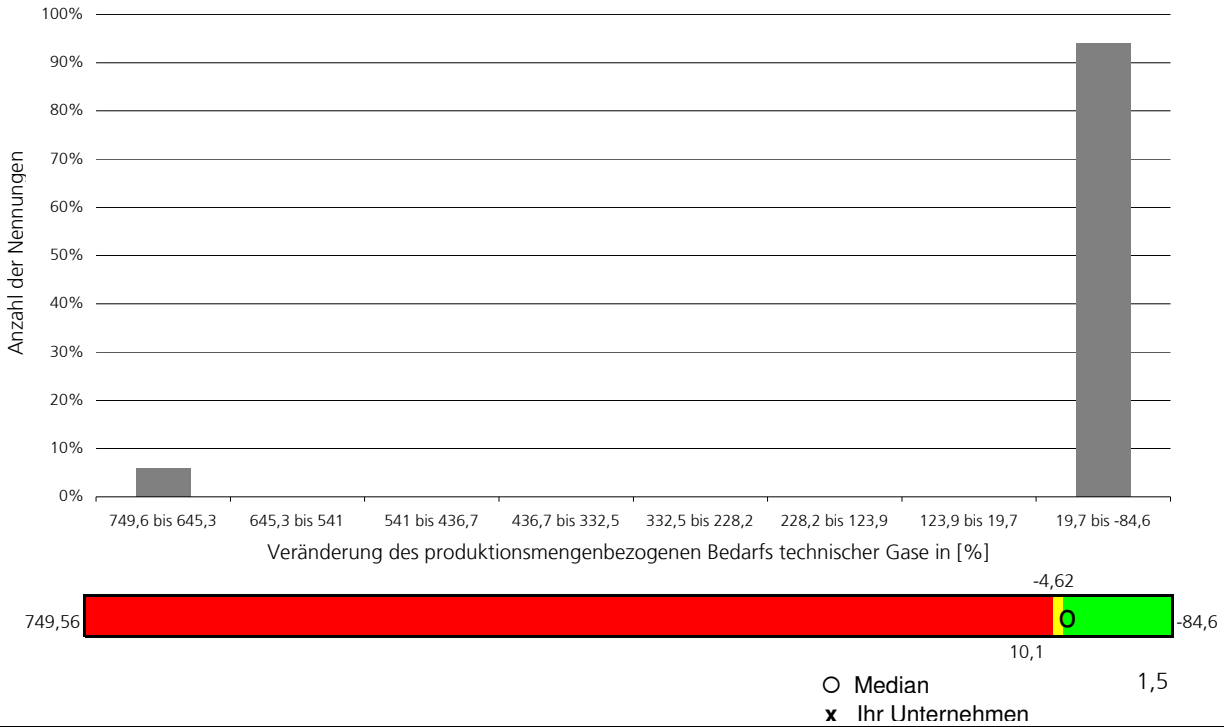 100%
90%
80%
70%
60%
50%
40%
30%
20%
10%
0%
Anzahl der Nennungen
749,6 bis 645,3 645,3 bis 541 541 bis 436,7 436,7 bis 332,5 332,5 bis 228,2 228,2 bis 123,9 123,9 bis 19,7 19,7 bis -84,6
Veränderung des produktionsmengenbezogenen Bedarfs technischer Gase in [%]
-4,62
749,56 O -84,6
10,1
O Median 1,5
x Ihr Unternehmen